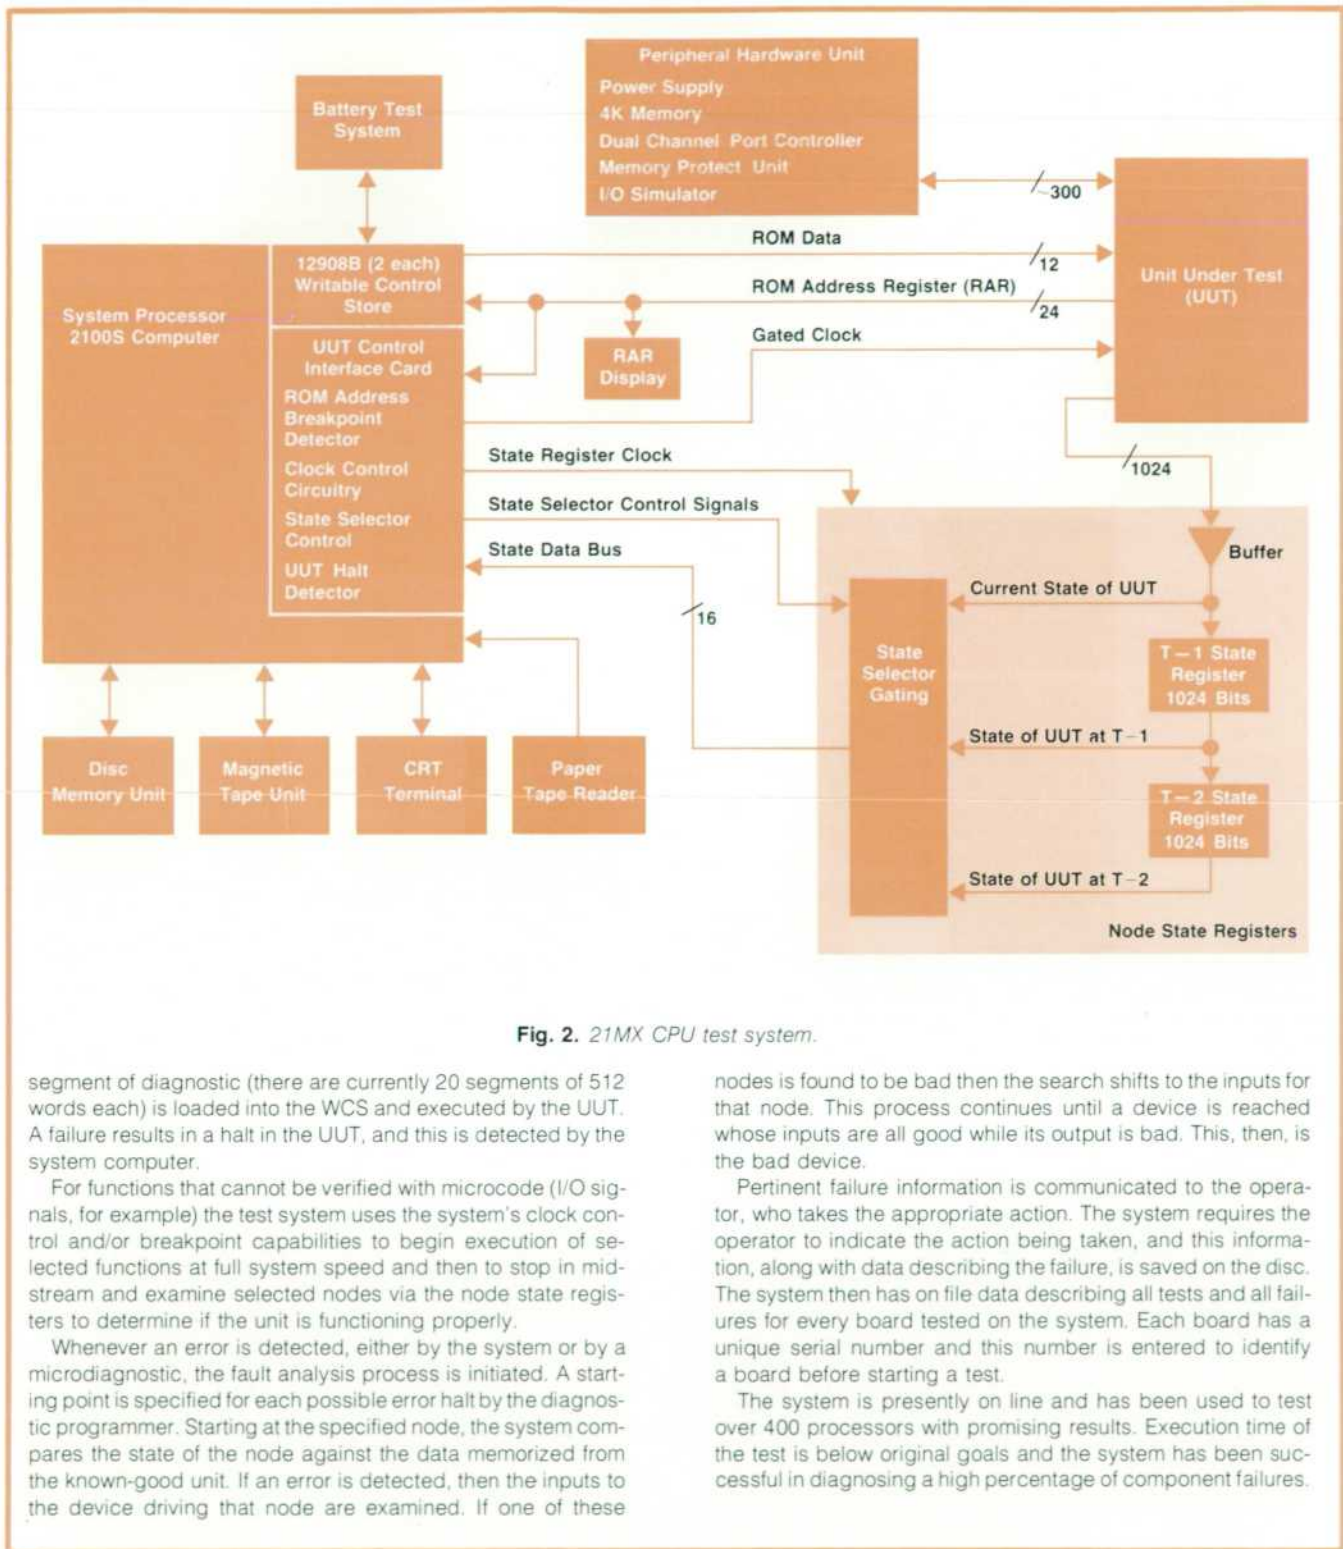 Peripheral Hardware Unit
Power Supply
4K Memory
Dual Channel Port Controller
Memory Protect Unit
I/O Simulator
Battery Test
System
~300
ROM Data
12
ROM Address Register (RAR)
24
Gated Clock
Unit Under Test
(UUT)
System Processor
2100S Computer
12908B (2 each)
Writable Control
Store
UUT Control
Interface Card
ROM Address
Breakpoint
Detector
Clock Control
Circuitry
State Selector
Control
UUT Halt
Detector
RAR
Display
State Register Clock
State Selector Control Signals
State Data Bus
16
1024
Buffer
Current State of UUT
State
Selector
Gating
T−1 State
Register
1024 Bits
State of UUT at T−1
T−2 State
Register
1024 Bits
State of UUT at T−2
Node State Registers
Disc
Memory Unit
Magnetic
Tape Unit
CRT
Terminal
Paper
Tape Reader
Fig. 2. 21MX CPU test system.
segment of diagnostic (there are currently 20 segments of 512
words each) is loaded into the WCS and executed by the UUT.
A failure results in a halt in the UUT, and this is detected by the
system computer.
For functions that cannot be verified with microcode (I/O sig-
nals, for example) the test system uses the system's clock con-
trol and/or breakpoint capabilities to begin execution of se-
lected functions at full system speed and then to stop in mid-
stream and examine selected nodes via the node state regis-
ters to determine if the unit is functioning properly.
Whenever an error is detected, either by the system or by a
microdiagnostic, the fault analysis process is initiated. A start-
ing point is specified for each possible error halt by the diagnos-
tic programmer. Starting at the specified node, the system com-
pares the state of the node against the data memorized from
the known-good unit. If an error is detected, then the inputs to
the device driving that node are examined. If one of these
nodes is found to be bad then the search shifts to the inputs for
that node. This process continues until a device is reached
whose inputs are all good while its output is bad. This, then, is
the bad device.
Pertinent failure information is communicated to the opera-
tor, who takes the appropriate action. The system requires the
operator to indicate the action being taken, and this informa-
tion, along with data describing the failure, is saved on the disc.
The system then has on file data describing all tests and all fail-
ures for every board tested on the system. Each board has a
unique serial number and this number is entered to identify
a board before starting a test.
The system is presently on line and has been used to test
over 400 processors with promising results. Execution time of
the test is below original goals and the system has been suc-
cessful in diagnosing a high percentage of component failures.